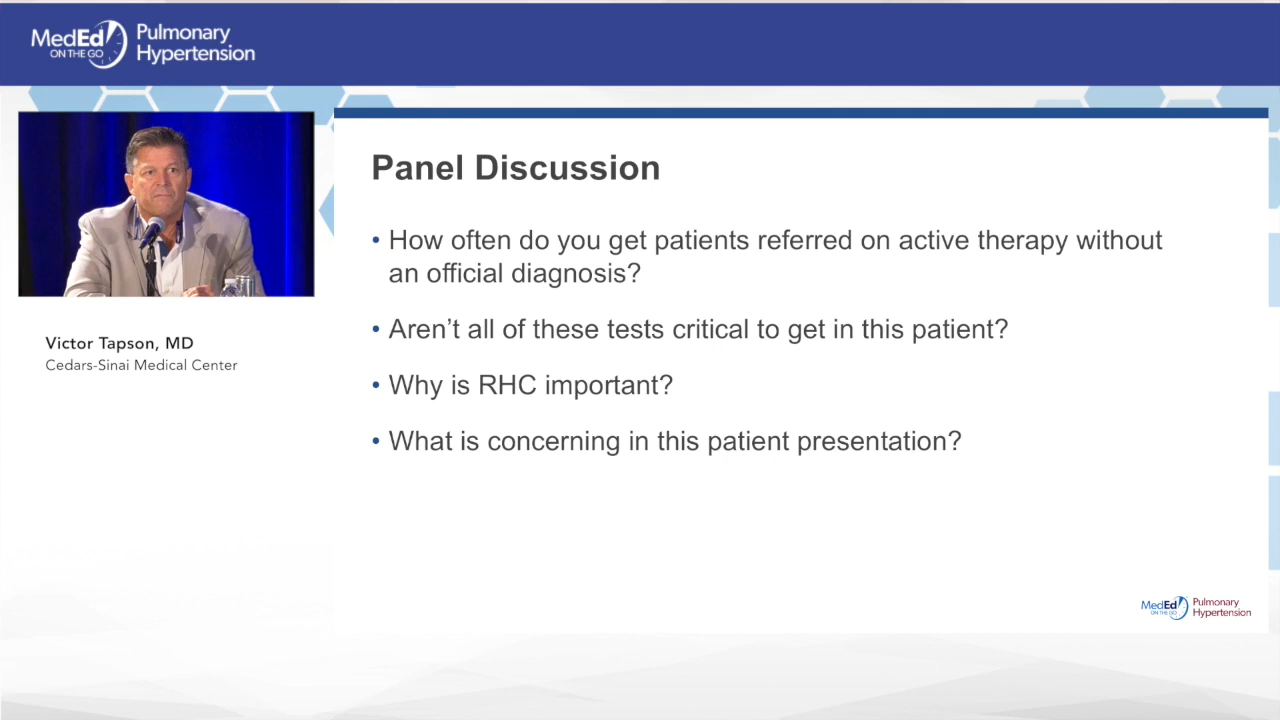 MedEd
ON THE GO
Pulmonary
Hypertension
Victor Tapson, MD
Cedars-Sinai Medical Center
Panel Discussion
• How often do you get patients referred on active therapy without
an official diagnosis?
• Aren’t all of these tests critical to get in this patient?
• Why is RHC important?
• What is concerning in this patient presentation?
MedEd
ON THE GO
Pulmonary
Hypertension